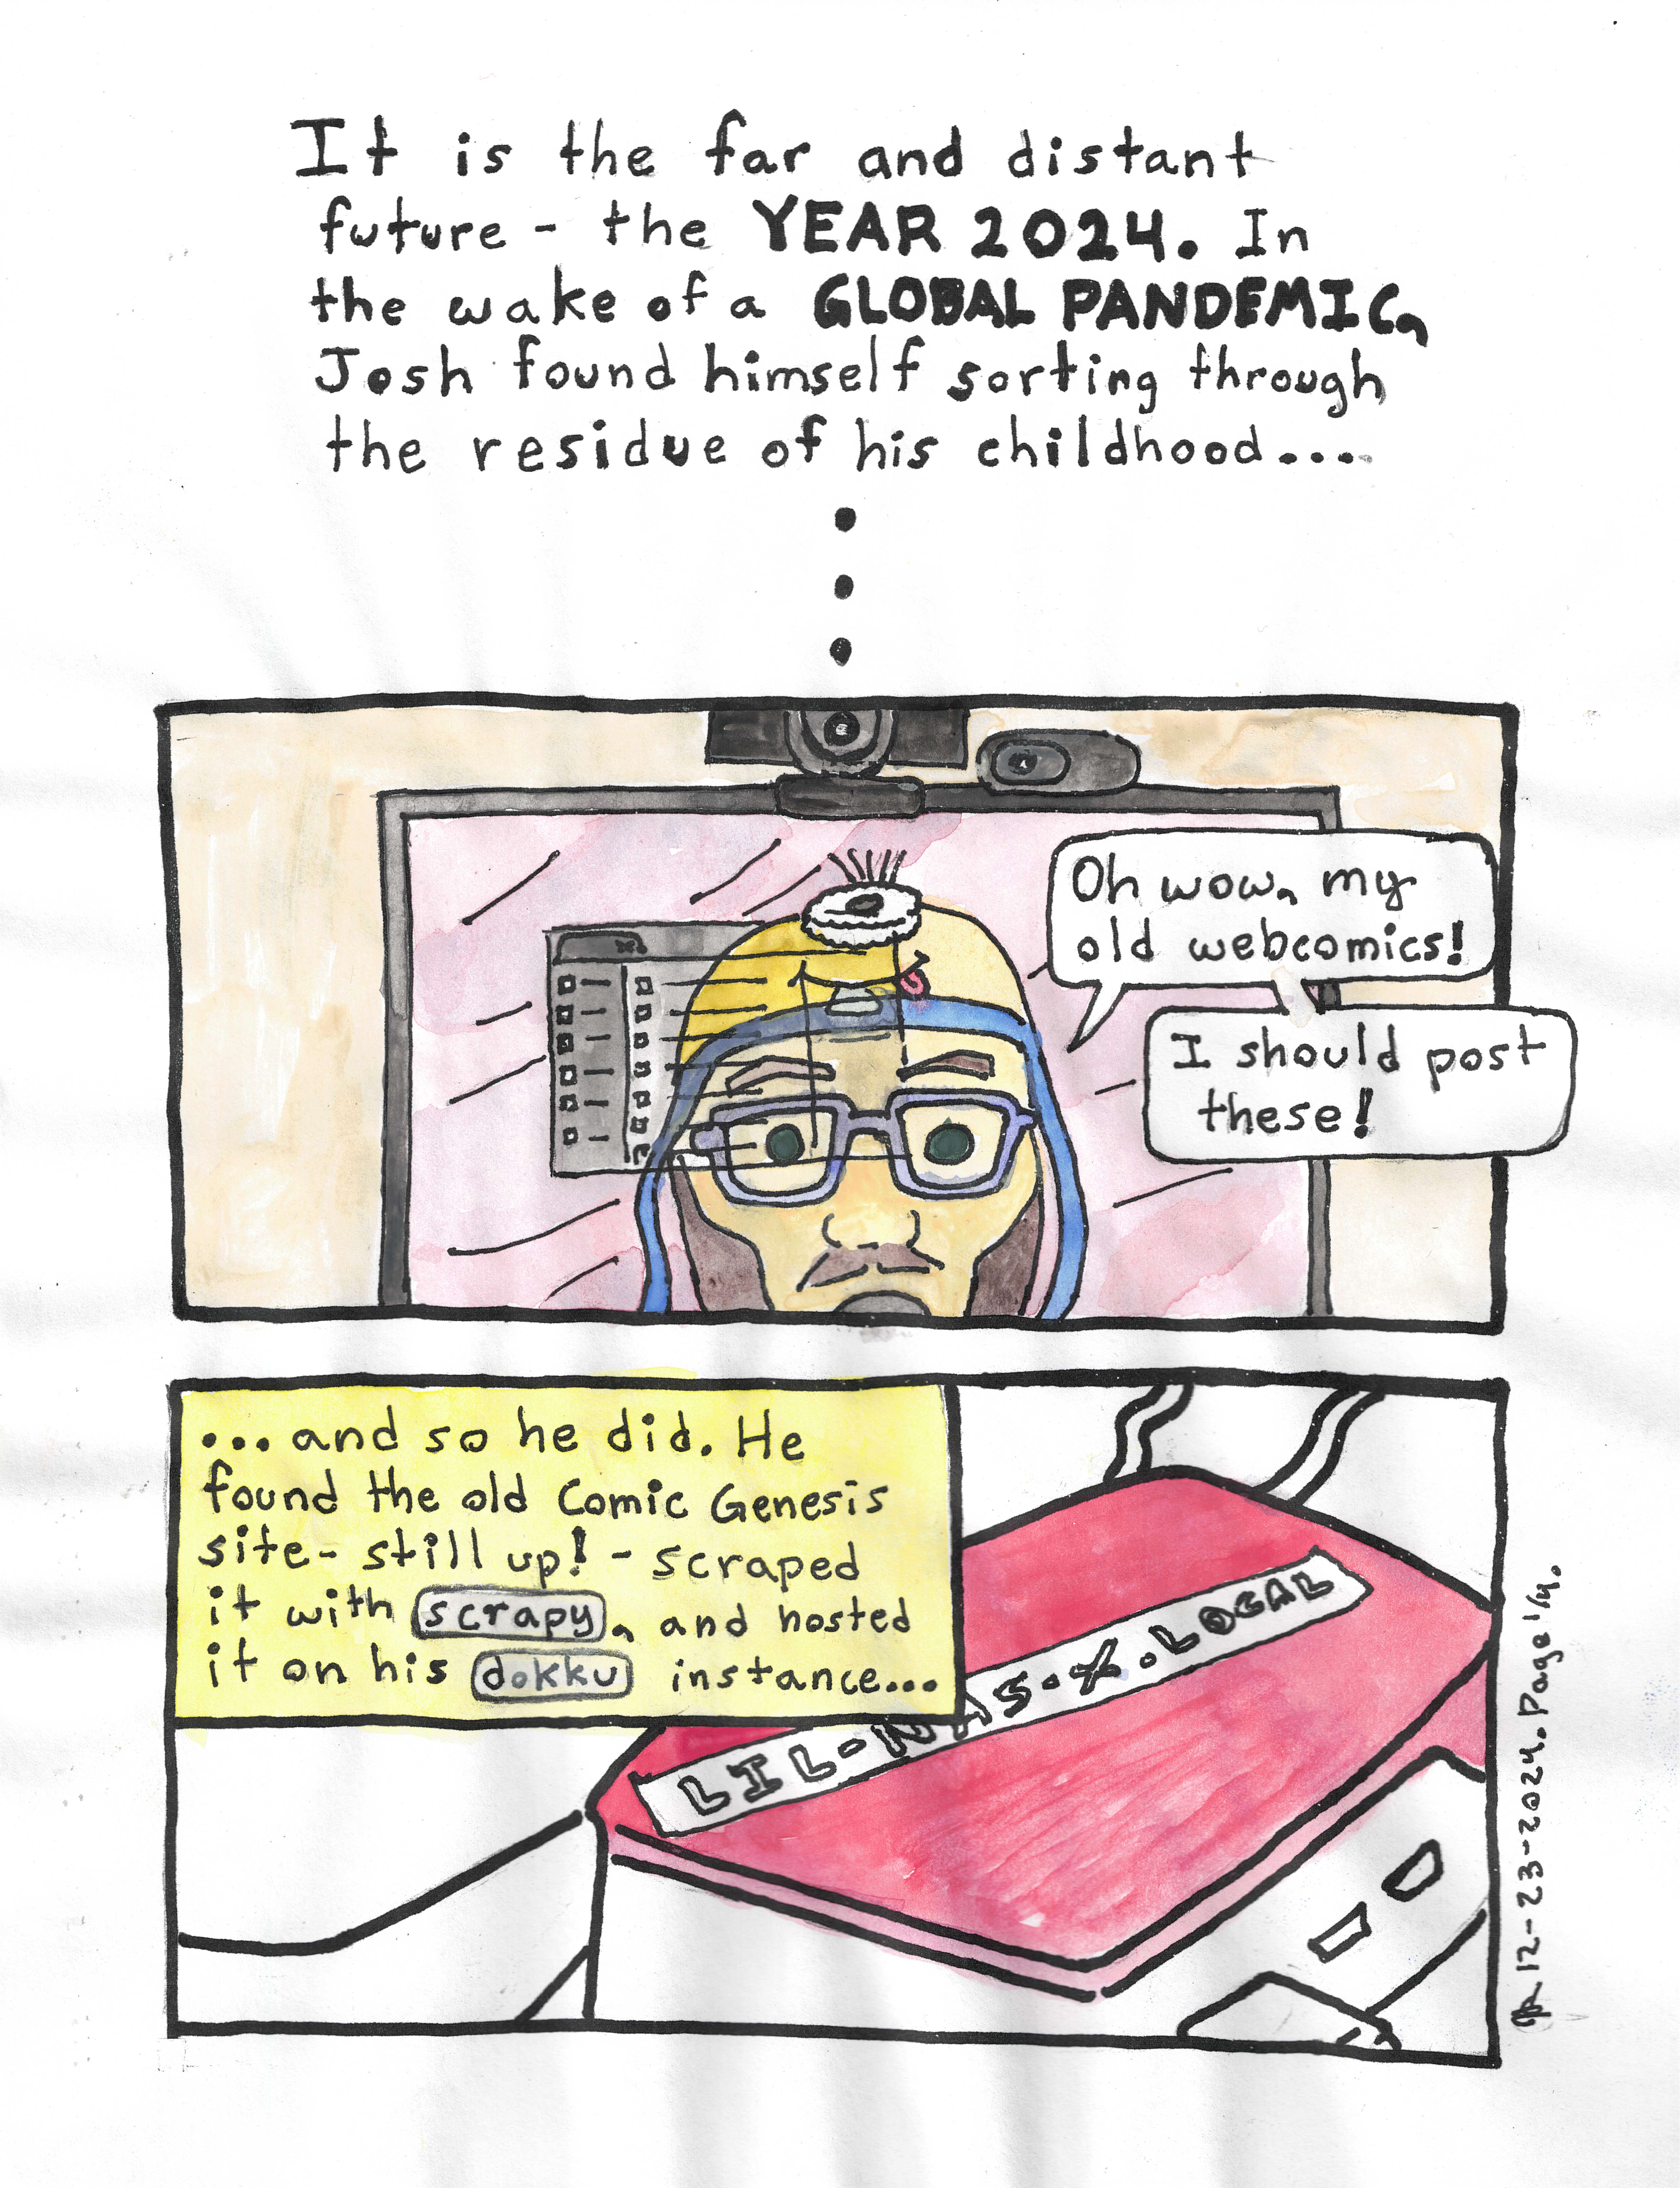 It is the far and distant
future - the YEAR 2024. In
the wake of a GLOBAL PANDEMIC,
Josh found himself sorting through
the residue of his childhood....
Oh wow, my
old webcomics!
I should post
these!
...and so he did. He
found the old Comic Genesis
site - still up! - scraped
it with scrapy, and hosted
it on his dokku instance...
LIL-NAS-X.LOCAL
12-23-2024. Page 1/4.